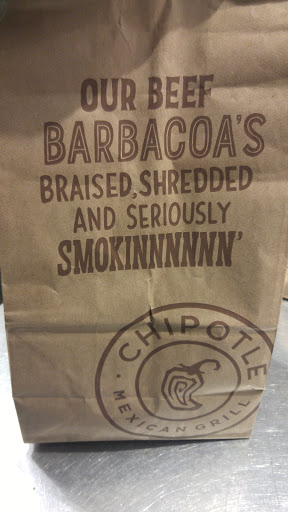 OUR BEEF
BARBACOA'S
BRAISED, SHREDDED
AND SERIOUSLY
SMOKINNNNNN'
CHIPOTLE
MEXICAN GRILL